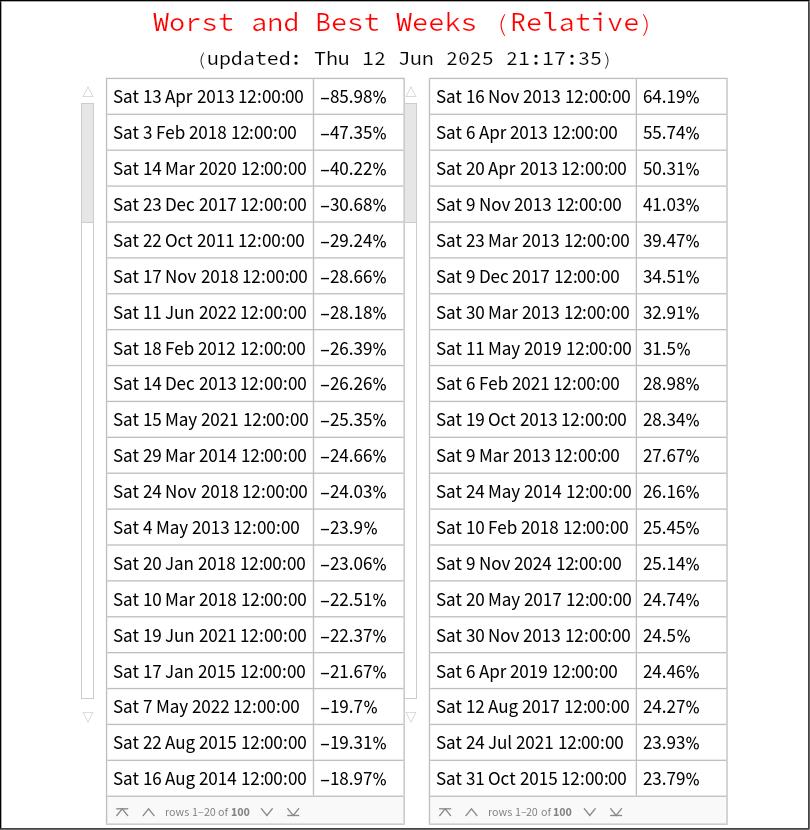 Worst and Best Weeks (Relative)
(updated: Thu 12 Jun 2025 21:17:35)
Sat 13 Apr 2013 12:00:00 –85.98% Sat 16 Nov 2013 12:00:00 64.19%
Sat 3 Feb 2018 12:00:00 –47.35% Sat 6 Apr 2013 12:00:00 55.74%
Sat 14 Mar 2020 12:00:00 –40.22% Sat 20 Apr 2013 12:00:00 50.31%
Sat 23 Dec 2017 12:00:00 –30.68% Sat 9 Nov 2013 12:00:00 41.03%
Sat 22 Oct 2011 12:00:00 –29.24% Sat 23 Mar 2013 12:00:00 39.47%
Sat 17 Nov 2018 12:00:00 –28.66% Sat 9 Dec 2017 12:00:00 34.51%
Sat 11 Jun 2022 12:00:00 –28.18% Sat 30 Mar 2013 12:00:00 32.91%
Sat 18 Feb 2012 12:00:00 –26.39% Sat 11 May 2019 12:00:00 31.5%
Sat 14 Dec 2013 12:00:00 –26.26% Sat 6 Feb 2021 12:00:00 28.98%
Sat 15 May 2021 12:00:00 –25.35% Sat 19 Oct 2013 12:00:00 28.34%
Sat 29 Mar 2014 12:00:00 –24.66% Sat 9 Mar 2013 12:00:00 27.67%
Sat 24 Nov 2018 12:00:00 –24.03% Sat 24 May 2014 12:00:00 26.16%
Sat 4 May 2013 12:00:00 –23.9% Sat 10 Feb 2018 12:00:00 25.45%
Sat 20 Jan 2018 12:00:00 –23.06% Sat 9 Nov 2024 12:00:00 25.14%
Sat 10 Mar 2018 12:00:00 –22.51% Sat 20 May 2017 12:00:00 24.74%
Sat 19 Jun 2021 12:00:00 –22.37% Sat 30 Nov 2013 12:00:00 24.5%
Sat 17 Jan 2015 12:00:00 –21.67% Sat 6 Apr 2019 12:00:00 24.46%
Sat 7 May 2022 12:00:00 –19.7% Sat 12 Aug 2017 12:00:00 24.27%
Sat 22 Aug 2015 12:00:00 –19.31% Sat 24 Jul 2021 12:00:00 23.93%
Sat 16 Aug 2014 12:00:00 –18.97% Sat 31 Oct 2015 12:00:00 23.79%
rows 1–20 of 100 rows 1–20 of 100